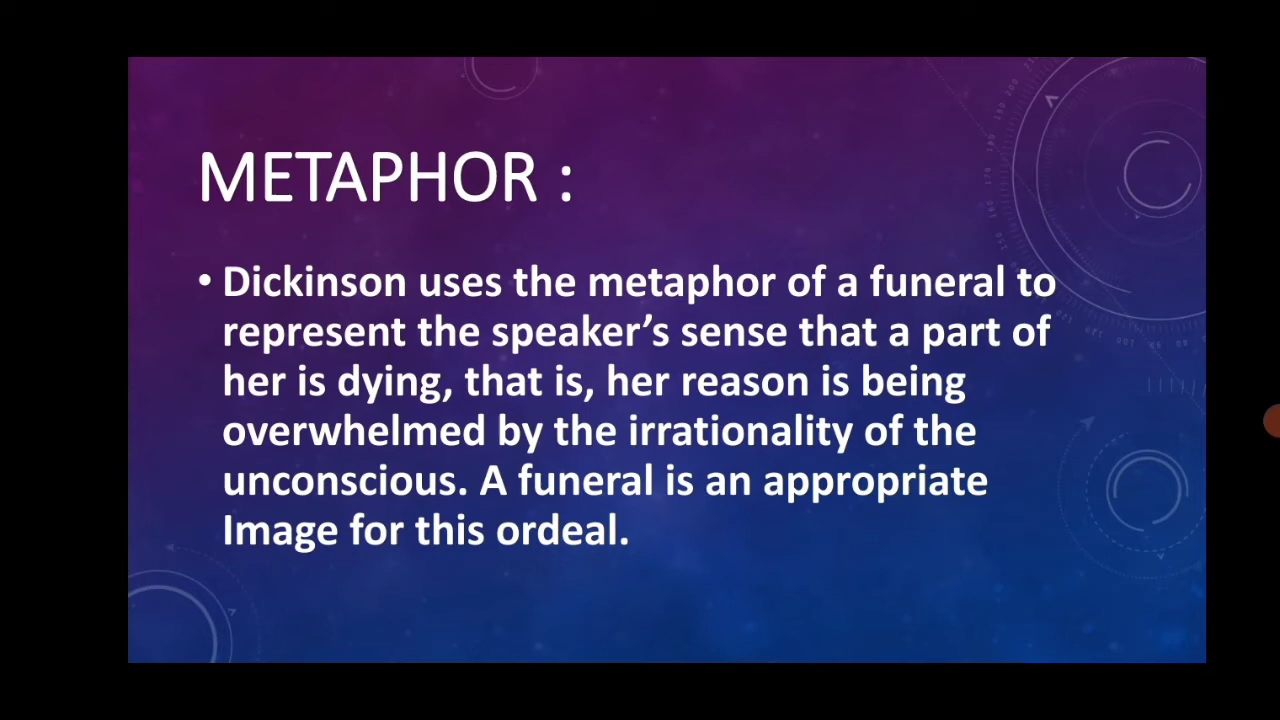 METAPHOR :
• Dickinson uses the metaphor of a funeral to
represent the speaker’s sense that a part of
her is dying, that is, her reason is being
overwhelmed by the irrationality of the
unconscious. A funeral is an appropriate
Image for this ordeal.